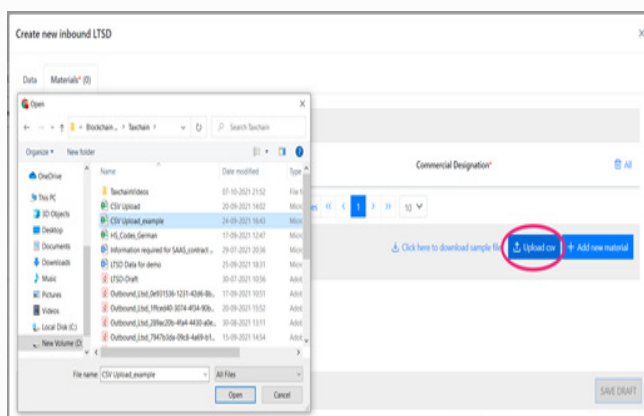 Create new inbound LTSD
X
Data Materials* (0)
Open
Blockchain... > Taxchain >
Search Taxchain
Organize New folder
Name Date modified Type
OneDrive
This PC
3D Objects
Desktop
Documents
Downloads
Music
Pictures
Videos
Local Disk (C:)
New Volume (D:
TaxchainVideos 07-10-2021 21:52 File
CSV Upload 20-09-2021 14:02
CSV Upload_example 24-09-2021 16:43
HS_Codes_German 17-09-2021 12:47
Information required for SAAS_contract ... 29-07-2021 20:36
LTSD Data for demo 25-09-2021 18:31
LTSD-Draft 30-07-2021 10:56
17-09-2021 10:51
20-09-2021 15:52
30-08-2021 13:11
15-09-2021 14:54
File name: CSV Upload_example All Files
Open Cancel
Commercial Designation*
All
es « < 1 > » 10
Click here to download sample file
Upload csv
+ Add new material
SAVE DRAFT